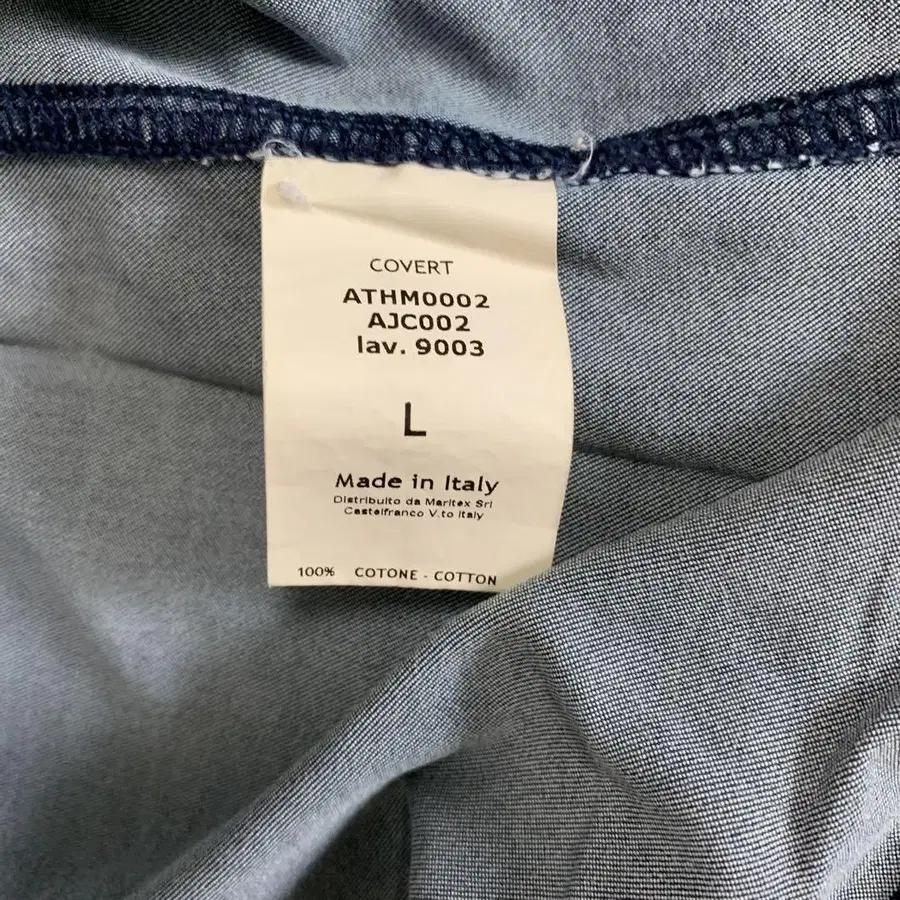 COVERT
ATHM0002
AJC002
lav. 9003
L
Made in Italy
Distribuito da Maritex Srl
Castelfranco V.to Italy
100% COTONE - COTTON